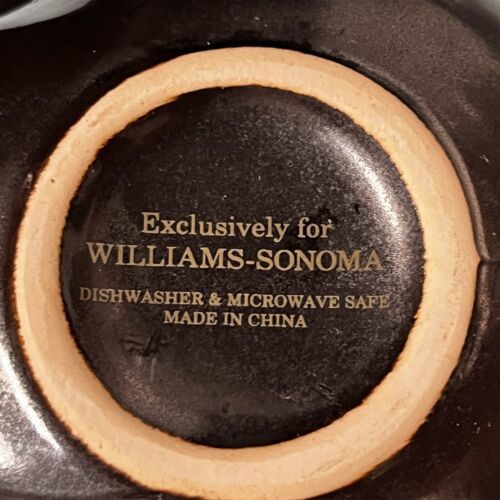 Exclusively for
WILLIAMS-SONOMA
DISHWASHER & MICROWAVE SAFE
MADE IN CHINA